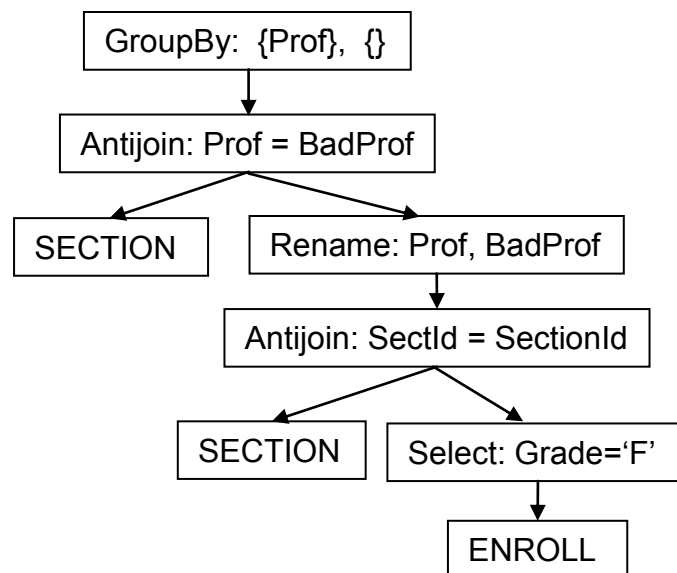 GroupBy: {Prof}, {}
Antijoin: Prof = BadProf
SECTION
Rename: Prof, BadProf
Antijoin: SectId = SectionId
SECTION
Select: Grade=‘F’
ENROLL